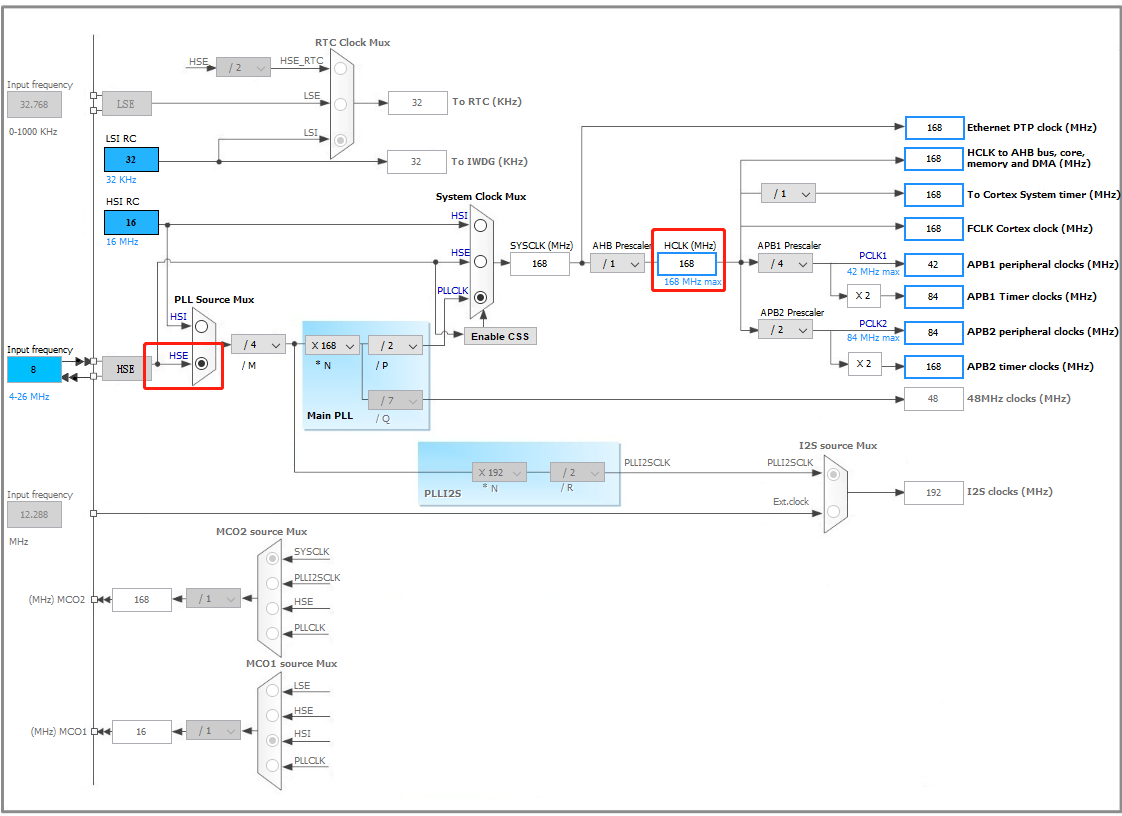 RTC Clock Mux
HSE
/ 2
HSE_RTC
Input frequency
32.768
0-1000 KHz
LSE
LSE
32
To RTC (KHz)
LSI RC
32
32 KHz
LSI
32
To IWDG (KHz)
HSI RC
16
16 MHz
System Clock Mux
HSI
HSE
PLLCLK
SYSCLK (MHz)
168
AHB Prescaler
/ 1
HCLK (MHz)
168
168 MHz max
Enable CSS
168
Ethernet PTP clock (MHz)
168
HCLK to AHB bus, core,
memory and DMA (MHz)
/ 1
168
To Cortex System timer (MHz)
168
FCLK Cortex clock (MHz)
APB1 Prescaler
/ 4
PCLK1
42 MHz max
42
APB1 peripheral clocks (MHz)
X 2
84
APB1 Timer clocks (MHz)
APB2 Prescaler
/ 2
PCLK2
84 MHz max
84
APB2 peripheral clocks (MHz)
X 2
168
APB2 timer clocks (MHz)
48
48MHz clocks (MHz)
PLL Source Mux
HSI
HSE
Input frequency
8
4-26 MHz
HSE
/ 4
/ M
X 168
* N
/ 2
/ P
/ 7
/ Q
Main PLL
X 192
* N
/ 2
/ R
PLLI2S
PLLI2SCLK
I2S source Mux
PLLI2SCLK
Ext.clock
192
I2S clocks (MHz)
Input frequency
12.288
MHz
MCO2 source Mux
SYSCLK
PLLI2SCLK
HSE
PLLCLK
(MHz) MCO2
168
/ 1
MCO1 source Mux
LSE
HSE
HSI
PLLCLK
(MHz) MCO1
16
/ 1